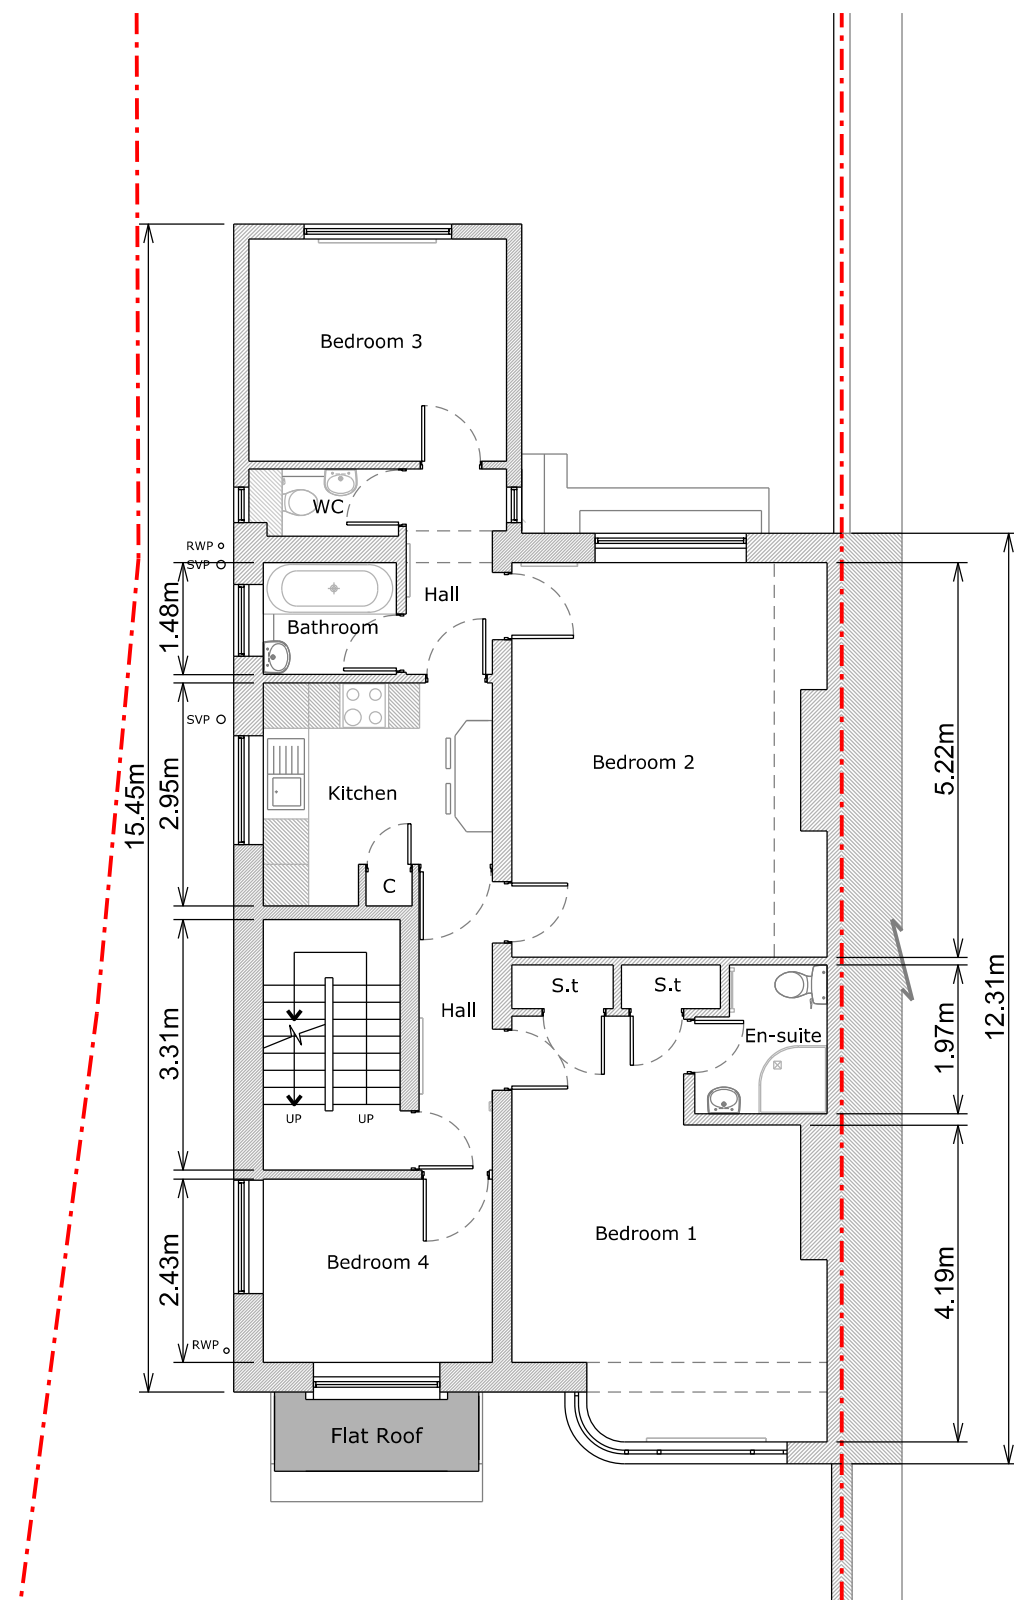 Bedroom 3
WC
RWP
SVP
Hall
1.48m
Bathroom
SVP
Bedroom 2
5.22m
15.45m
2.95m
Kitchen
C
S.t
S.t
Hall
En-suite
12.31m
1.97m
3.31m
UP
UP
Bedroom 1
Bedroom 4
2.43m
4.19m
RWP
Flat Roof